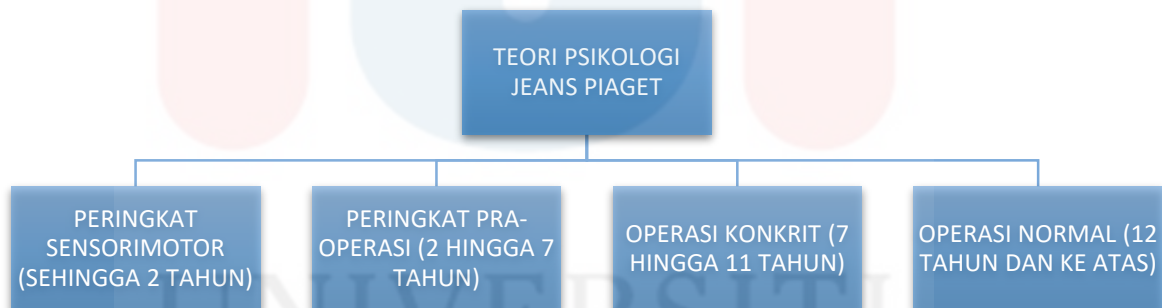 TEORI PSIKOLOGI
JEANS PIAGET
PERINGKAT
SENSORIMOTOR
(SEHINGGA 2 TAHUN)
PERINGKAT PRA-
OPERASI (2 HINGGA 7
TAHUN)
OPERASI KONKRIT (7
HINGGA 11 TAHUN)
OPERASI NORMAL (12
TAHUN DAN KE ATAS)
UNIVERSITI